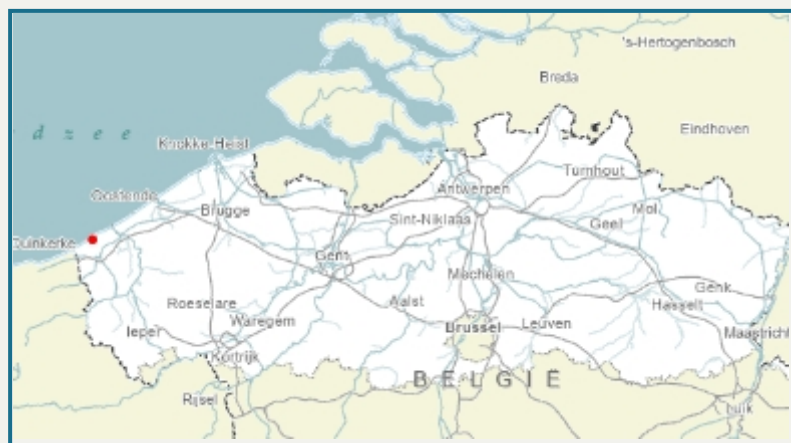 's-Hertogenbosch
Breda
Eindhoven
d z e e
Knokke-Heist
Turnhout
Oostende
Antwerpen
Mol
Brugge
Sint-Niklaas
Geel
Duinkerke
Gent
Mechelen
Genk
Roeselare
Aalst
Hasselt
Ieper
Waregem
Brussel
Leuven
Maastricht
Kortrijk
BELGIË
Rijsel
Luik